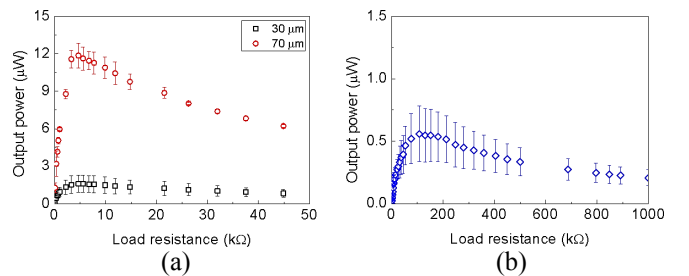 15
12
9
6
3
0
Output power (µW)
30 µm
70 µm
0 10 20 30 40 50
Load resistance (kΩ)
(a)
1.5
1.0
0.5
0.0
Output power (µW)
0 200 400 600 800 1000
Load resistance (kΩ)
(b)